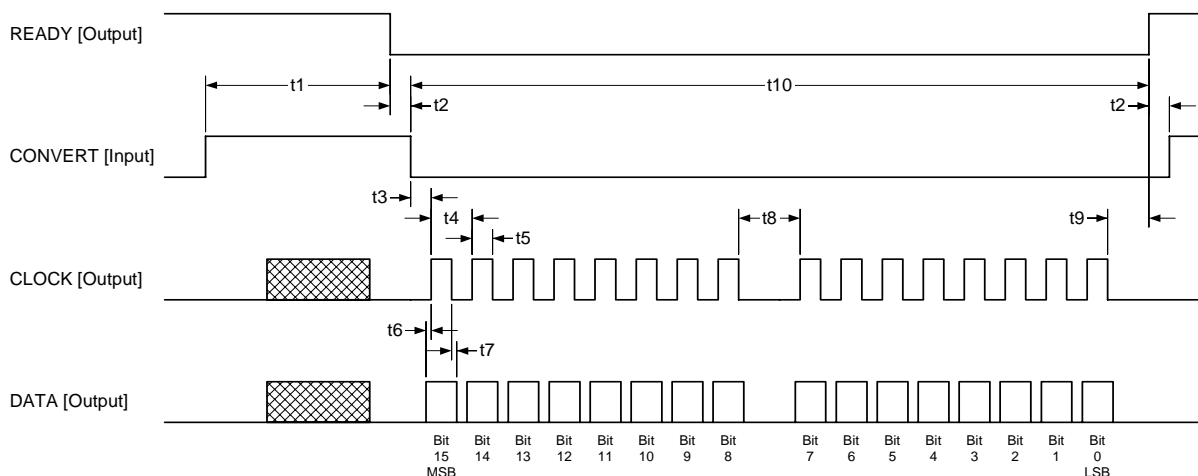 READY [Output]
t1
t10
t2
t2
CONVERT [Input]
t3
t4
t8
t9
t5
CLOCK [Output]
t6
t7
DATA [Output]
Bit 15 MSB
Bit 14
Bit 13
Bit 12
Bit 11
Bit 10
Bit 9
Bit 8
Bit 7
Bit 6
Bit 5
Bit 4
Bit 3
Bit 2
Bit 1
Bit 0 LSB